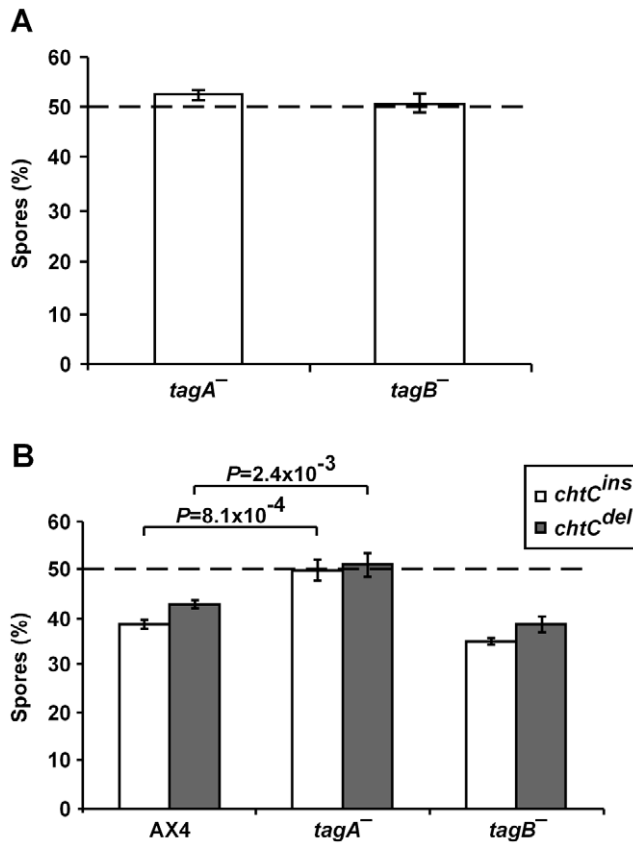 A
60
50
40
30
20
10
0
Spores (%)
tagA⁻ tagB⁻
B
P=2.4x10⁻³
P=8.1x10⁻⁴
chtCⁱⁿˢ
chtCᵈᵉˡ
60
50
40
30
20
10
0
Spores (%)
AX4 tagA⁻ tagB⁻